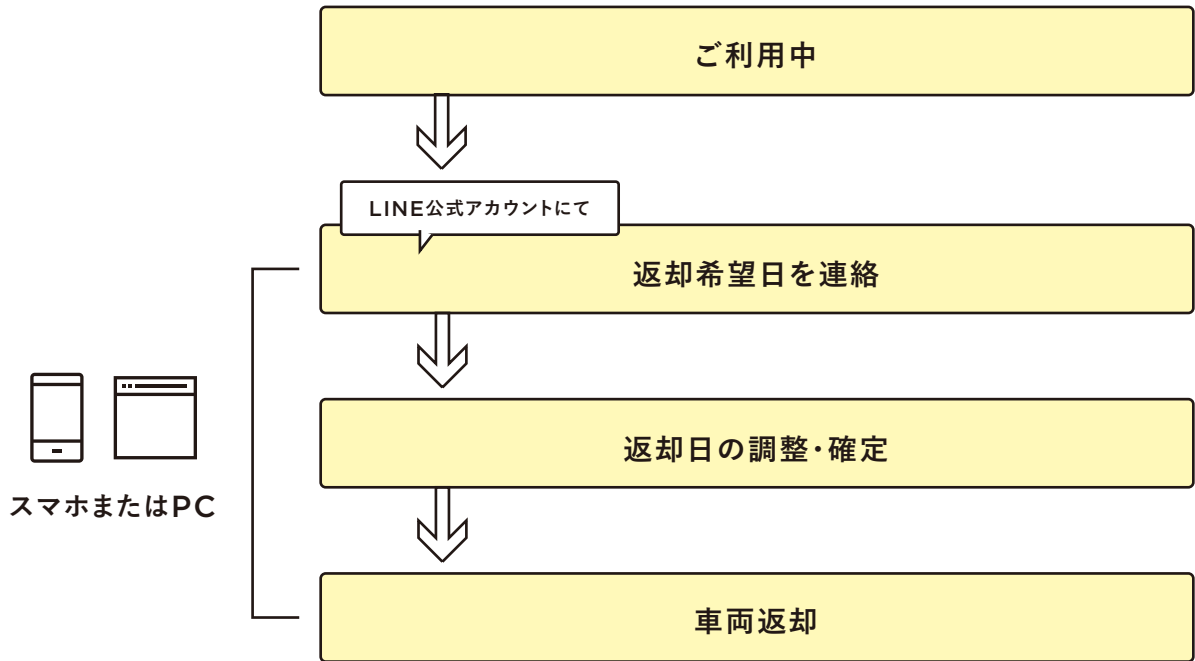 ご利用中
LINE公式アカウントにて
返却希望日を連絡
返却日の調整・確定
スマホまたはPC
車両返却